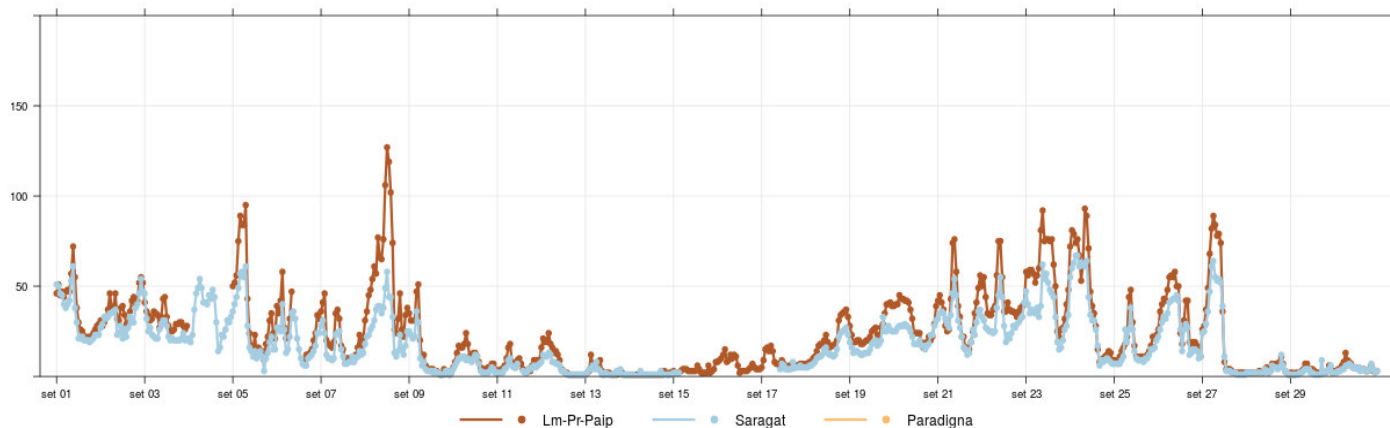 150
100
50
set 01 set 03 set 05 set 07 set 09 set 11 set 13 set 15 set 17 set 19 set 21 set 23 set 25 set 27 set 29
Lm-Pr-Paip Saragat Paradigna